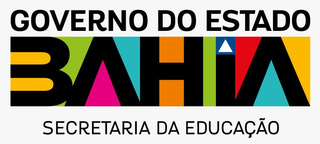 GOVERNO DO ESTADO
BAHIA
SECRETARIA DA EDUCAÇÃO